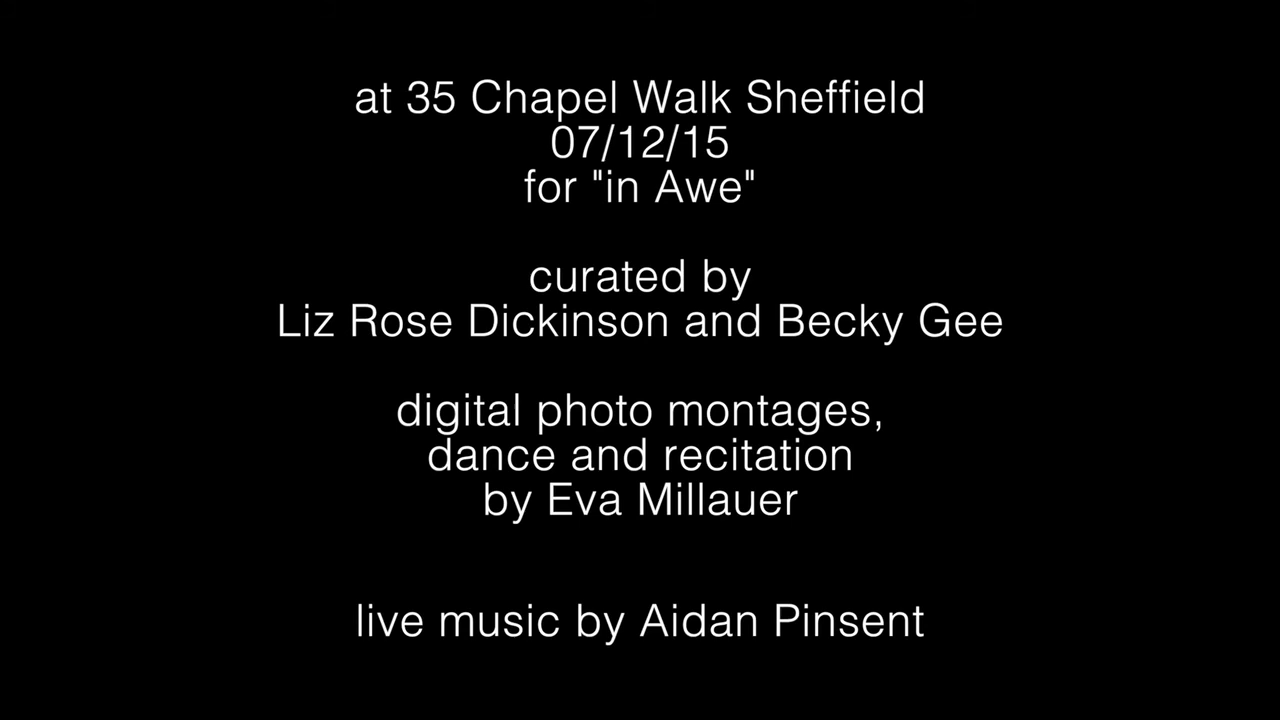 at 35 Chapel Walk Sheffield
07/12/15
for "in Awe"
curated by
Liz Rose Dickinson and Becky Gee
digital photo montages,
dance and recitation
by Eva Millauer
live music by Aidan Pinsent